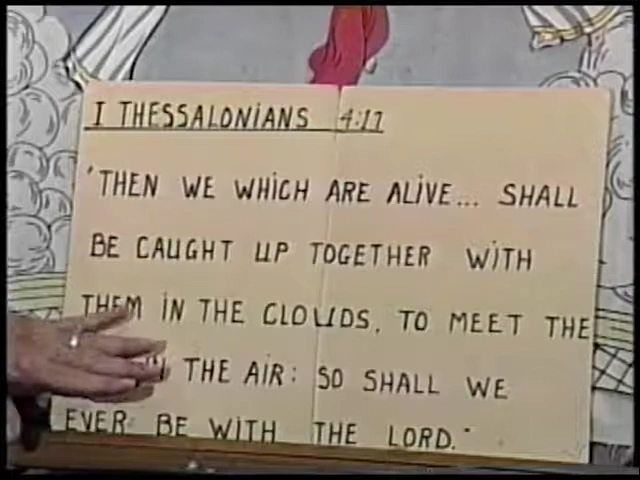 I THESSALONIANS 4:17
'THEN WE WHICH ARE ALIVE... SHALL
BE CAUGHT UP TOGETHER WITH
THEM IN THE CLOUDS, TO MEET THE
THE AIR: SO SHALL WE
EVER BE WITH THE LORD."